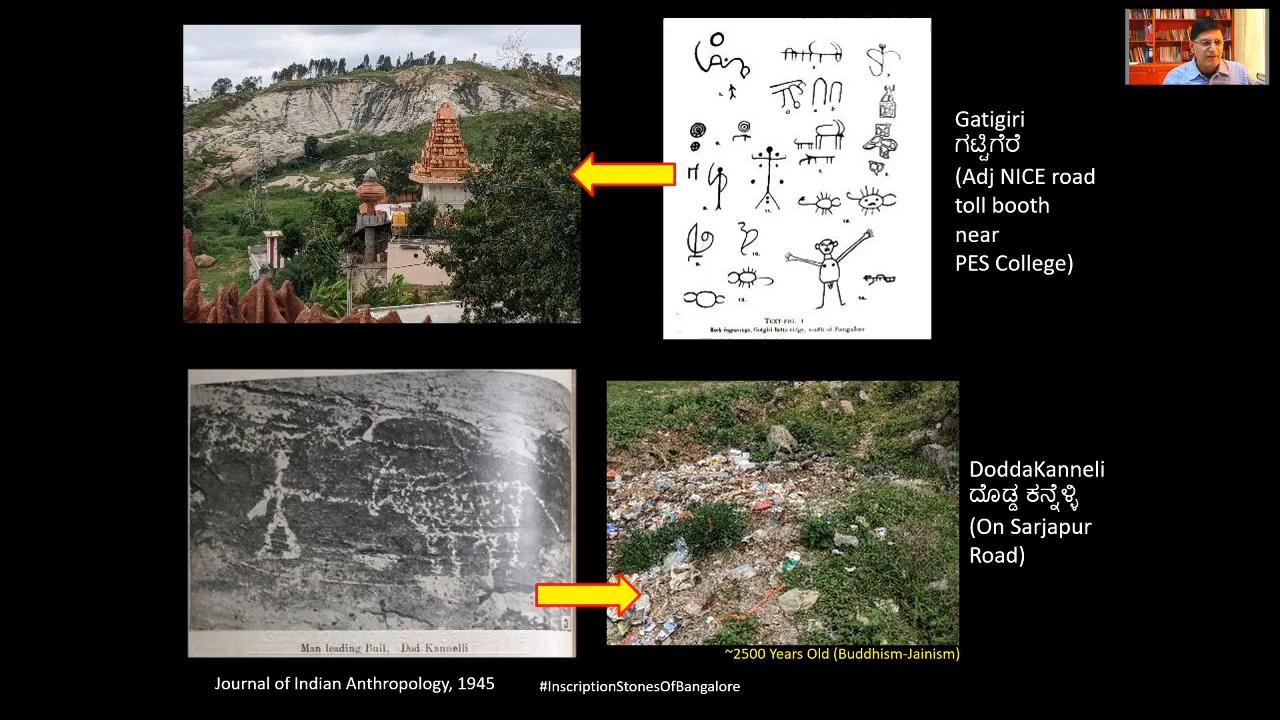 Gatigiri
ಗಟ್ಟಿಗೆರೆ
(Adj NICE road
toll booth
near
PES College)
TEXT-FIG. 1
Rock engravings, Gotgiri Betta ridge, south of Bangalore
DoddaKanneli
ದೊಡ್ಡ ಕನ್ನೆಳ್ಳಿ
(On Sarjapur
Road)
3
Man leading Bull, Dod Kannelli
~2500 Years Old (Buddhism-Jainism)
Journal of Indian Anthropology, 1945
#InscriptionStonesOfBangalore